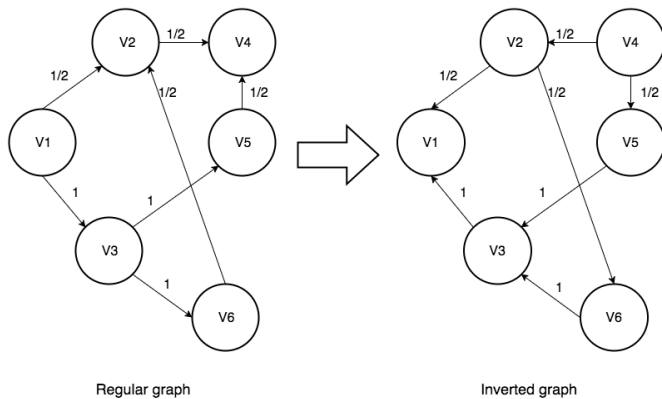 V2
1/2
V4
1/2
1/2
1/2
V1
V5
1
1
V3
1
V6
Regular graph
V2
1/2
V4
1/2
1/2
1/2
V1
V5
1
1
V3
1
V6
Inverted graph